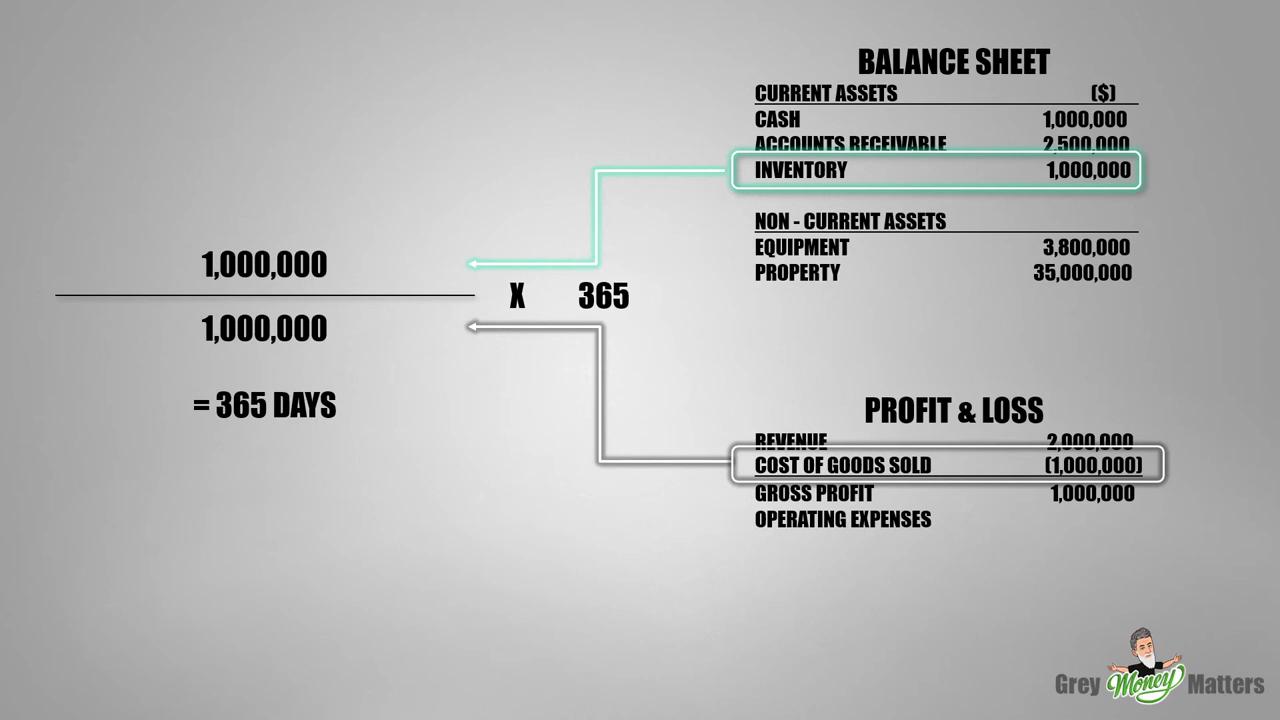 BALANCE SHEET
CURRENT ASSETS ($)
CASH 1,000,000
ACCOUNTS RECEIVABLE 2,500,000
INVENTORY 1,000,000
NON - CURRENT ASSETS
EQUIPMENT 3,800,000
PROPERTY 35,000,000
1,000,000
X 365
1,000,000
= 365 DAYS
PROFIT & LOSS
REVENUE 2,000,000
COST OF GOODS SOLD (1,000,000)
GROSS PROFIT 1,000,000
OPERATING EXPENSES
Grey Money Matters